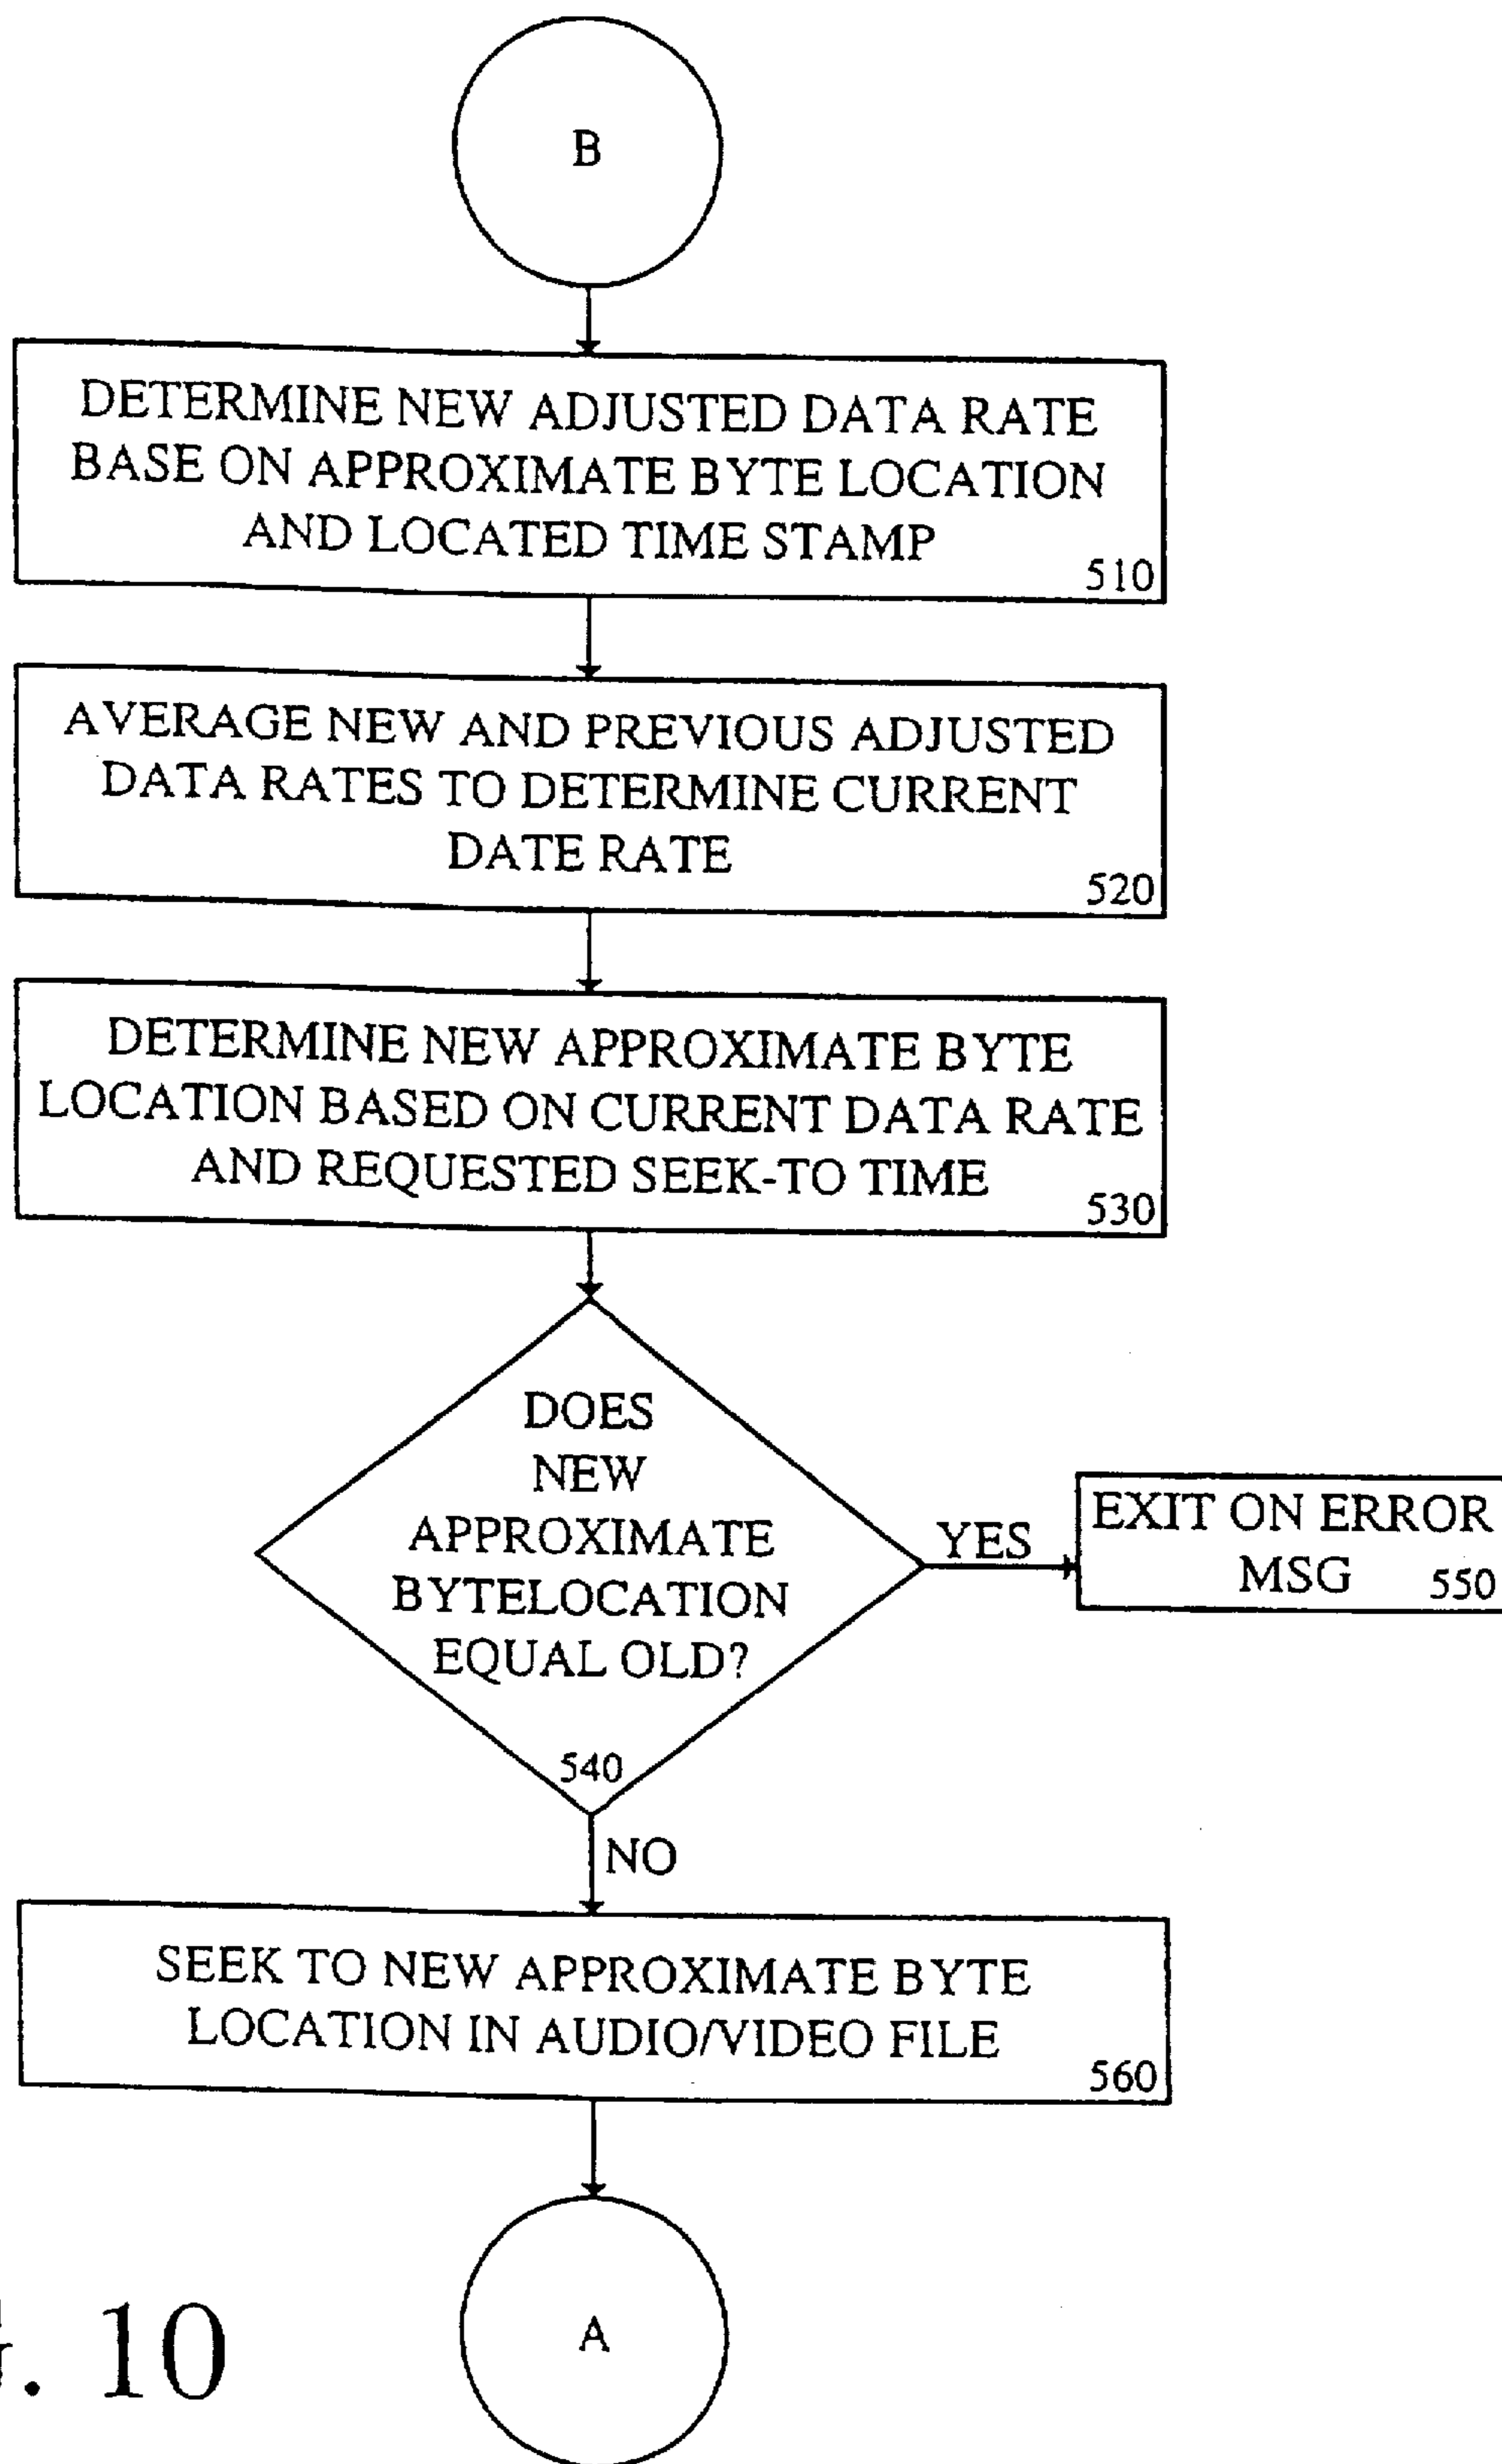 B
DETERMINE NEW ADJUSTED DATA RATE
BASE ON APPROXIMATE BYTE LOCATION
AND LOCATED TIME STAMP
510
AVERAGE NEW AND PREVIOUS ADJUSTED
DATA RATES TO DETERMINE CURRENT
DATE RATE
520
DETERMINE NEW APPROXIMATE BYTE
LOCATION BASED ON CURRENT DATA RATE
AND REQUESTED SEEK-TO TIME
530
DOES
NEW
APPROXIMATE
BYTELOCATION
EQUAL OLD?
540
YES
EXIT ON ERROR
MSG 550
NO
SEEK TO NEW APPROXIMATE BYTE
LOCATION IN AUDIO/VIDEO FILE
560
A
10